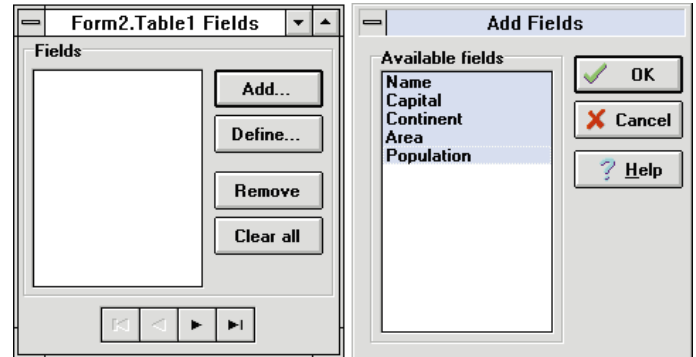 Form2.Table1 Fields
Fields
Add...
Define...
Remove
Clear all
Add Fields
Available fields
Name
Capital
Continent
Area
Population
OK
Cancel
Help